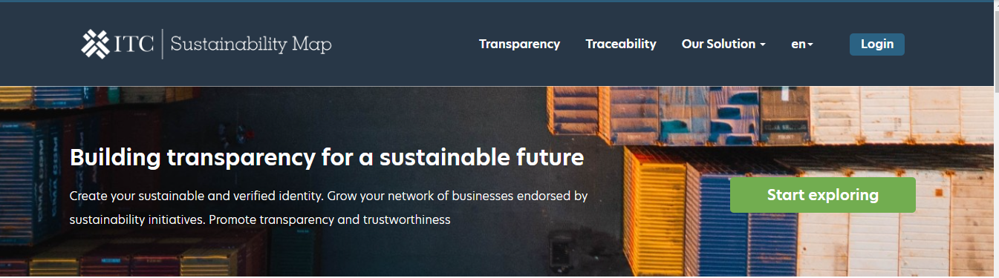 ITC | Sustainability Map
Transparency Traceability Our Solution en Login
Building transparency for a sustainable future
Create your sustainable and verified identity. Grow your network of businesses endorsed by
sustainability initiatives. Promote transparency and trustworthiness
Start exploring